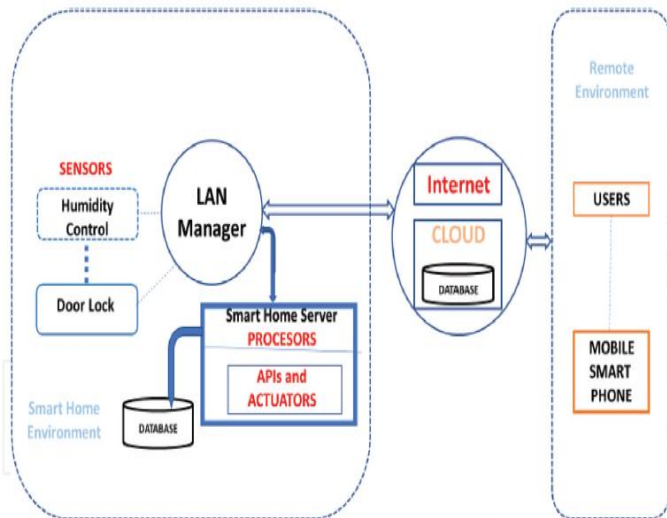 SENSORS
Humidity
Control
Door Lock
LAN
Manager
Smart Home Server
PROCESORS
APIs and
ACTUATORS
DATABASE
Smart Home
Environment
Internet
CLOUD
DATABASE
Remote
Environment
USERS
MOBILE
SMART
PHONE